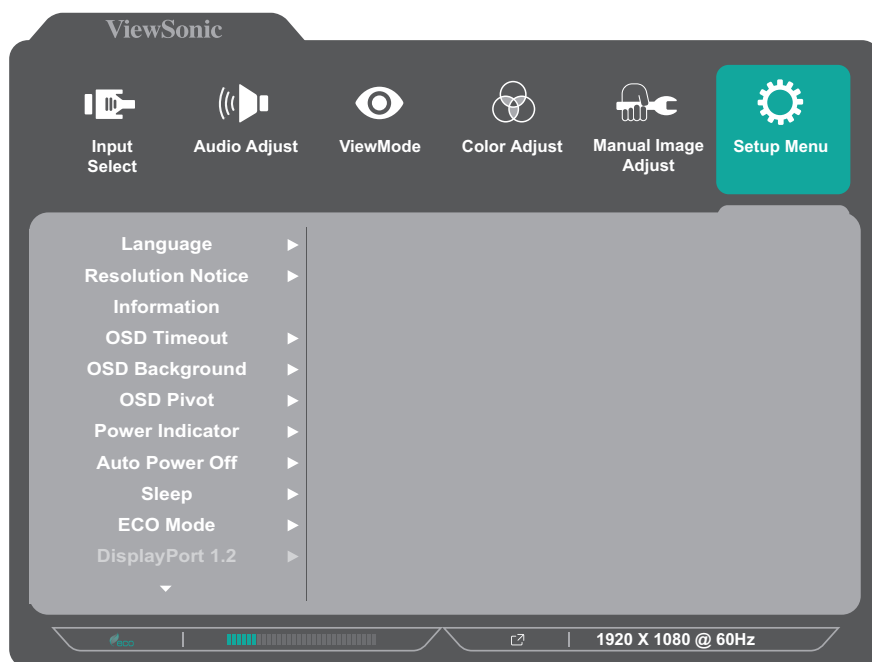 ViewSonic
Input Select
Audio Adjust
ViewMode
Color Adjust
Manual Image Adjust
Setup Menu
Language
Resolution Notice
Information
OSD Timeout
OSD Background
OSD Pivot
Power Indicator
Auto Power Off
Sleep
ECO Mode
DisplayPort 1.2
eco
1920 X 1080 @ 60Hz